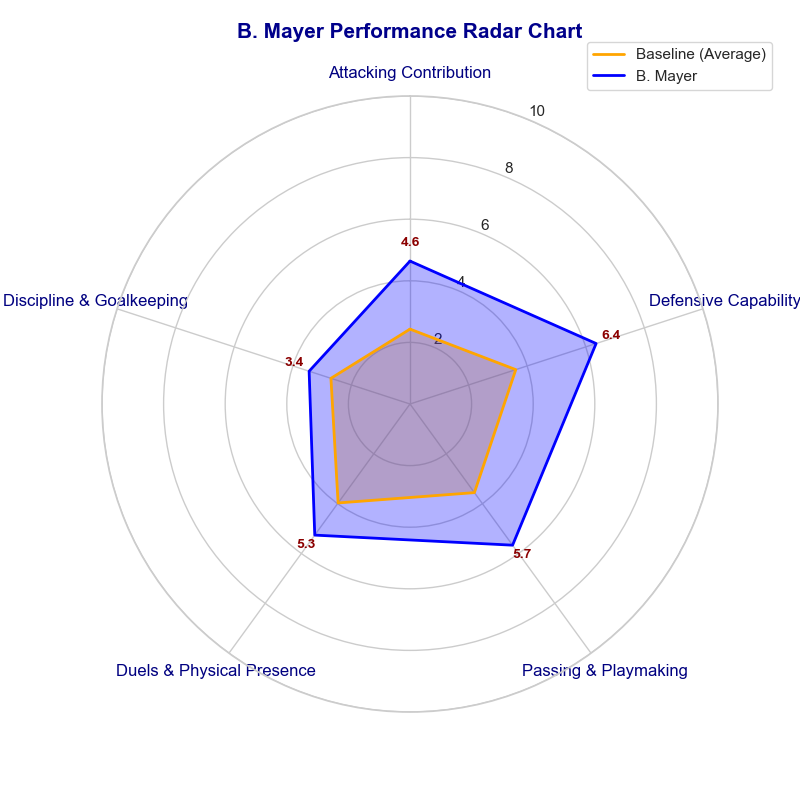 B. Mayer Performance Radar Chart
Baseline (Average)
B. Mayer
Attacking Contribution
10
8
6
4.6
4
Discipline & Goalkeeping
Defensive Capability
6.4
2
3.4
5.3
5.7
Duels & Physical Presence
Passing & Playmaking